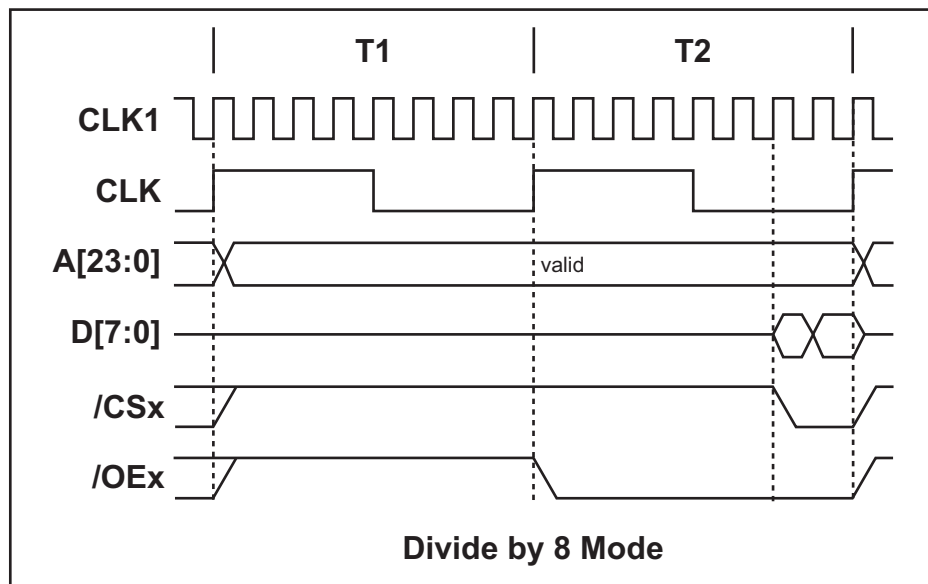 T1 T2
CLK1
CLK
A[23:0] valid
D[7:0]
/CSx
/OEx
Divide by 8 Mode